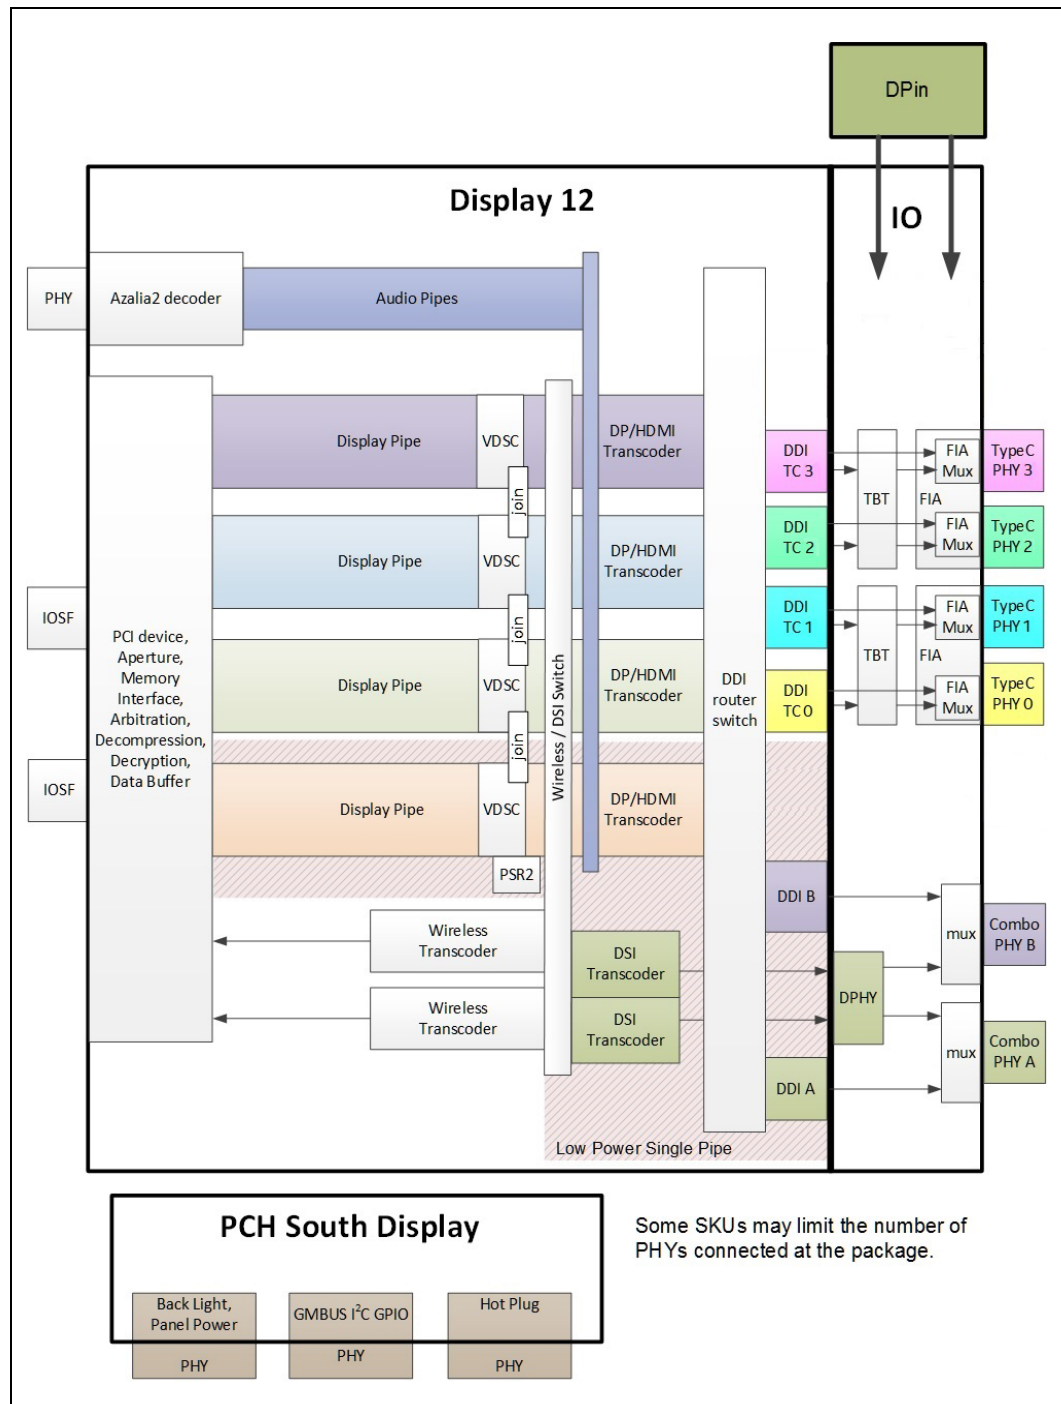 DPin
Display 12
IO
PHY
Azalia2 decoder
Audio Pipes
Display Pipe
VDSC
DP/HDMI
Transcoder
DDI
TC 3
TBT
FIA
Mux
FIA
TypeC
PHY 3
join
Display Pipe
VDSC
DP/HDMI
Transcoder
DDI
TC 2
FIA
Mux
TypeC
PHY 2
IOSF
join
DDI
TC 1
TBT
FIA
Mux
FIA
TypeC
PHY 1
PCI device,
Aperture,
Memory
Interface,
Arbitration,
Decompression,
Decryption,
Data Buffer
Display Pipe
VDSC
Wireless / DSI Switch
DP/HDMI
Transcoder
DDI
router
switch
DDI
TC 0
FIA
Mux
TypeC
PHY 0
join
IOSF
Display Pipe
VDSC
DP/HDMI
Transcoder
PSR2
DDI B
mux
Combo
PHY B
Wireless
Transcoder
DSI
Transcoder
DPHY
Wireless
Transcoder
DSI
Transcoder
mux
Combo
PHY A
DDI A
Low Power Single Pipe
PCH South Display
Some SKUs may limit the number of
PHYs connected at the package.
Back Light,
Panel Power
PHY
GMBUS I²C GPIO
PHY
Hot Plug
PHY